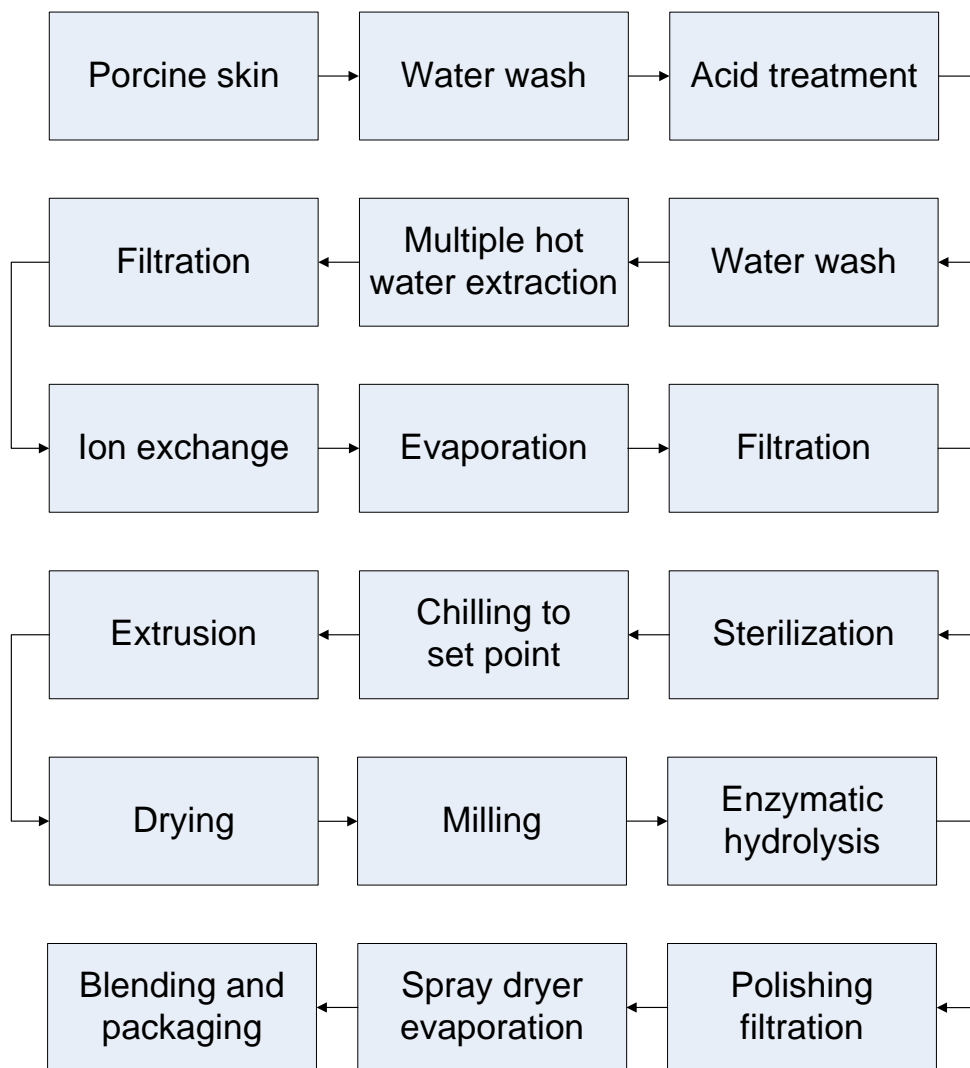 Porcine skin
Water wash
Acid treatment
Water wash
Multiple hot
water extraction
Filtration
Ion exchange
Evaporation
Filtration
Sterilization
Chilling to
set point
Extrusion
Drying
Milling
Enzymatic
hydrolysis
Polishing
filtration
Spray dryer
evaporation
Blending and
packaging